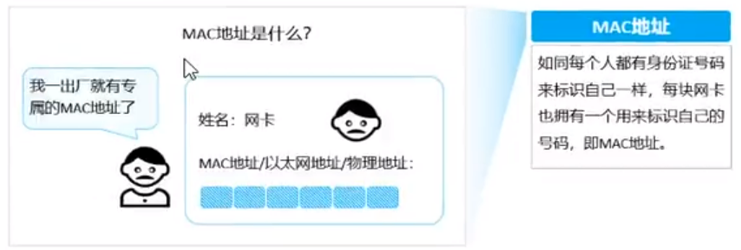 MAC地址是什么?
我一出厂就有专
属的MAC地址了
姓名：网卡
MAC地址/以太网地址/物理地址：
MAC地址
如同每个人都有身份证号码
来标识自己一样，每块网卡
也拥有一个用来标识自己的
号码，即MAC地址。